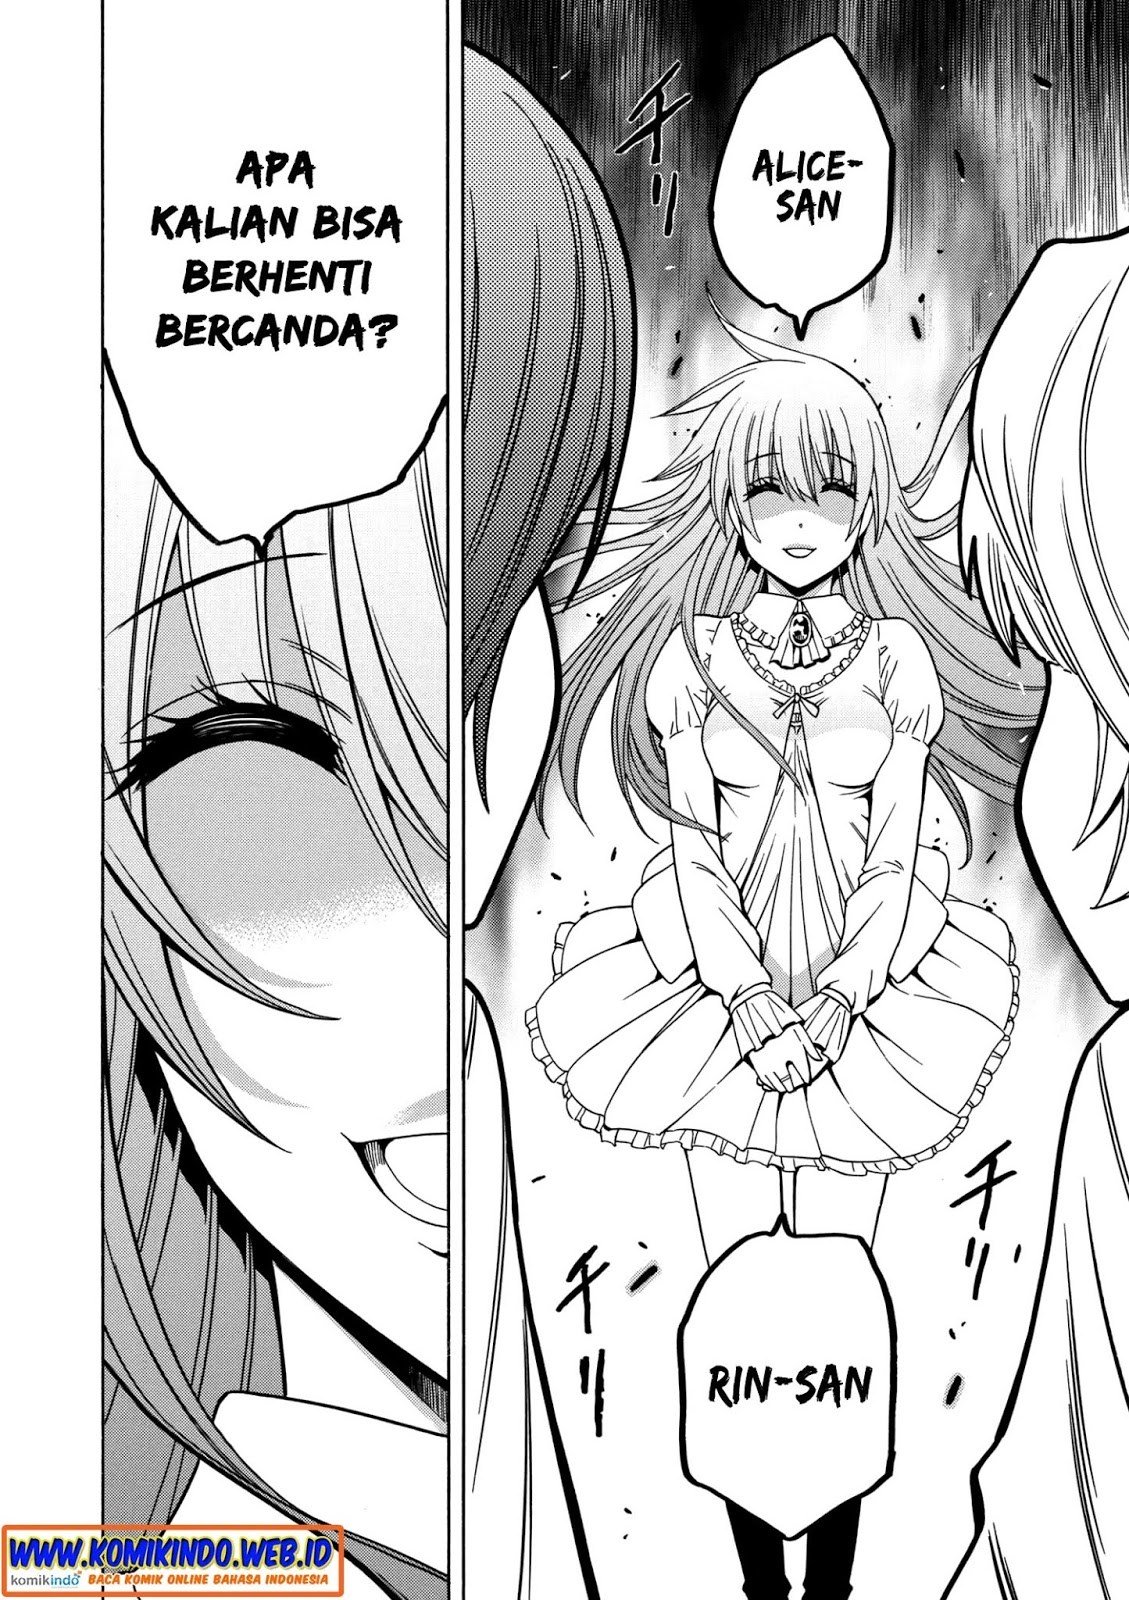 ALICE-
SAN
チリ
RIN-SAN
チリ
チリ
APA
KALIAN BISA
BERHENTI
BERCANDA?
WWW.KOMIKINDO.WEB.ID
komikindo
BACA KOMIK ONLINE BAHASA INDONESIA